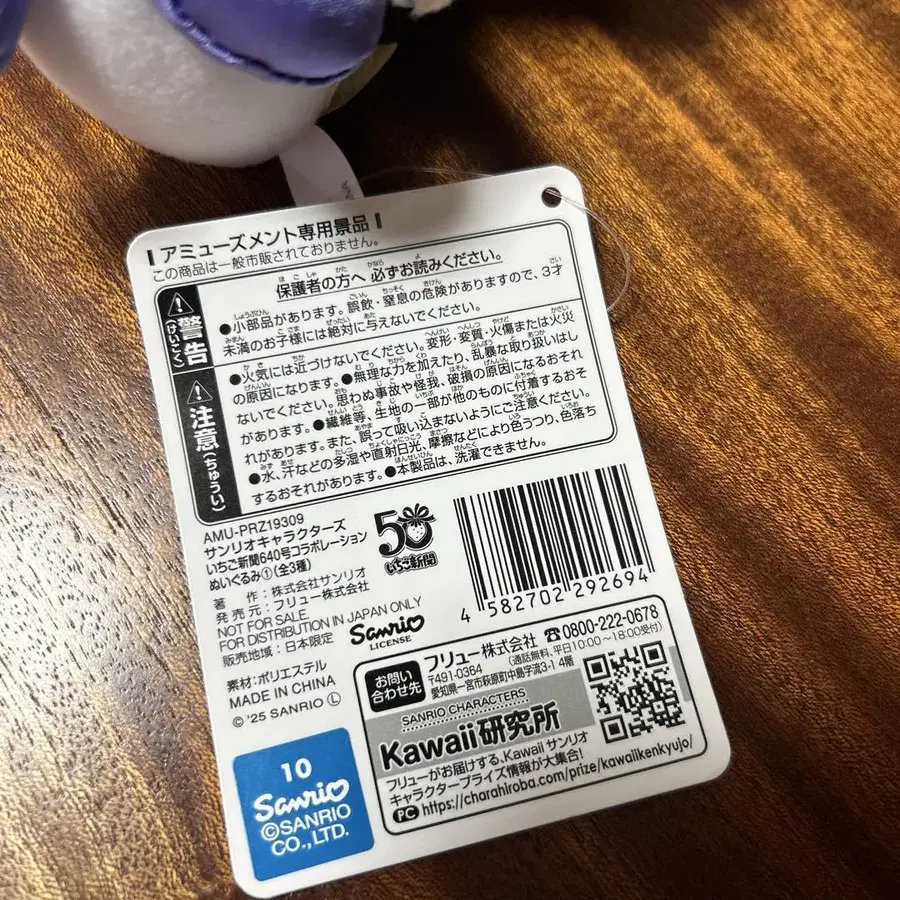 アミューズメント専用景品
この商品は一般市販されておりません。
保護者の方へ 必ずお読みください。
警告
(けいこく)
●小部品があります。誤飲・窒息の危険がありますので、3才
未満のお子様には絶対に与えないでください。
注意
(ちゅうい)
●火気には近づけないでください。変形・変質・火傷または火災
の原因になります。●無理な力を加えたり、乱暴な取り扱いはし
ないでください。思わぬ事故や怪我、破損の原因になるおそれ
があります。●繊維等、生地の一部が他のものに付着するおそ
れがあります。また、誤って吸い込まないようにご注意ください。
●水、汗などの多湿や直射日光、摩擦などにより色うつり、色落ち
するおそれがあります。●本製品は、洗濯できません。
AMU-PRZ19309
サンリオキャラクターズ
いちご新聞640号コラボレーション
ぬいぐるみ①(全3種)
50
いちご新聞
著 作:株式会社サンリオ
発 売 元:フリュー株式会社
NOT FOR SALE
FOR DISTRIBUTION IN JAPAN ONLY
販売地域:日本限定
Sanrio
LICENSE
素材:ポリエステル
MADE IN CHINA
© '25 SANRIO Ⓛ
4 582702 292694
お問い
合わせ先
フリュー株式会社 ☎0800-222-0678
〒491-0364 (通話無料、平日10:00~18:00受付)
愛知県一宮市萩原町中島字流3-1 4階
SANRIO CHARACTERS
Kawaii研究所
フリューがお届けする、Kawaii サンリオ
キャラクタープライズ情報が大集合!
PC https://charahiroba.com/prize/kawaiikenkyujo/
10
Sanrio
©SANRIO
CO.,LTD.